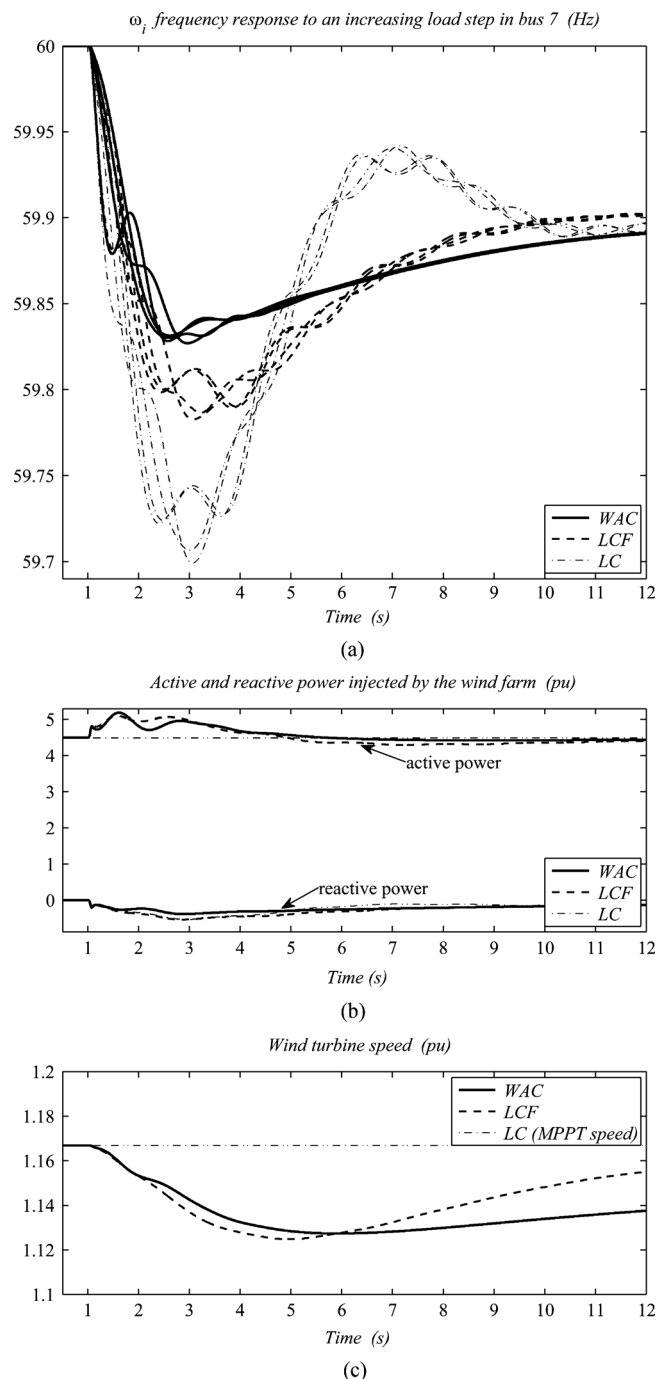 ωi frequency response to an increasing load step in bus 7 (Hz)
60
59.95
59.9
59.85
59.8
59.75
59.7
WAC
LCF
LC
1 2 3 4 5 6 7 8 9 10 11 12
Time (s)
(a)
Active and reactive power injected by the wind farm (pu)
5
4
3
2
1
0
active power
reactive power
WAC
LCF
LC
1 2 3 4 5 6 7 8 9 10 11 12
Time (s)
(b)
Wind turbine speed (pu)
1.2
1.18
1.16
1.14
1.12
1.1
WAC
LCF
LC (MPPT speed)
1 2 3 4 5 6 7 8 9 10 11 12
Time (s)
(c)